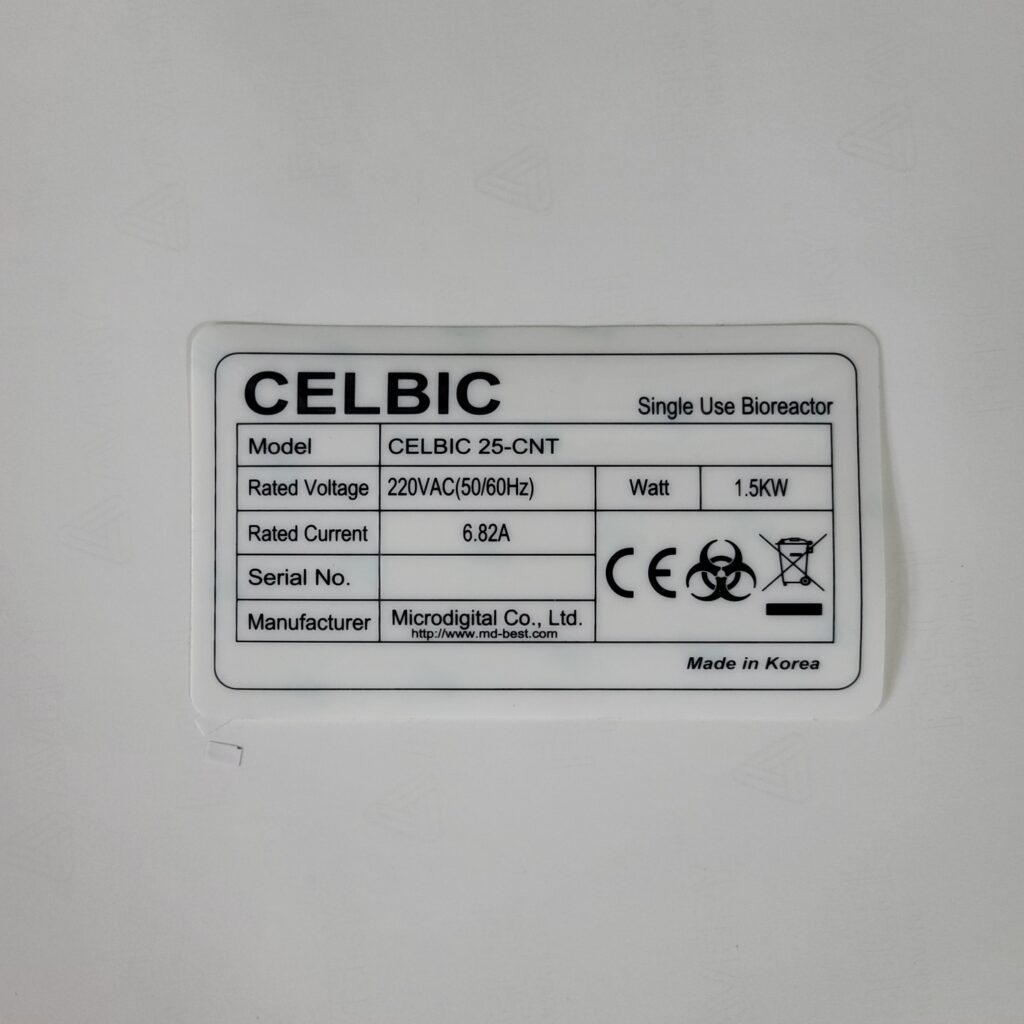 CELBIC
Single Use Bioreactor
Model CELBIC 25-CNT
Rated Voltage 220VAC(50/60Hz) Watt 1.5KW
Rated Current 6.82A
CE
Serial No.
Manufacturer Microdigital Co., Ltd.
http://www.md-best.com
Made in Korea